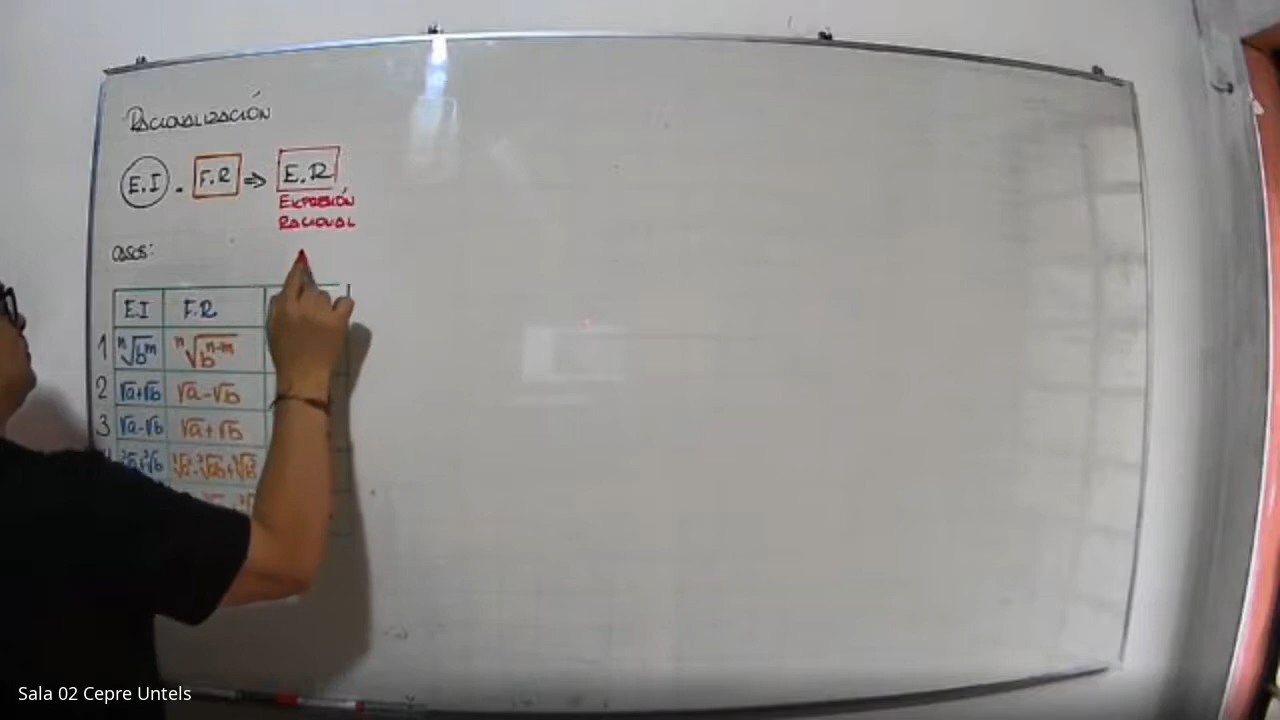 RACIONALIZACIÓN
E.I . F.R ⇒ E.R
EXPRESIÓN
RACIONAL
CASOS:
E.I F.R
1 ⁿ√bᵐ ⁿ√bⁿ⁻ᵐ
2 √a+√b √a-√b
3 √a-√b √a+√b
Sala 02 Cepre Untels